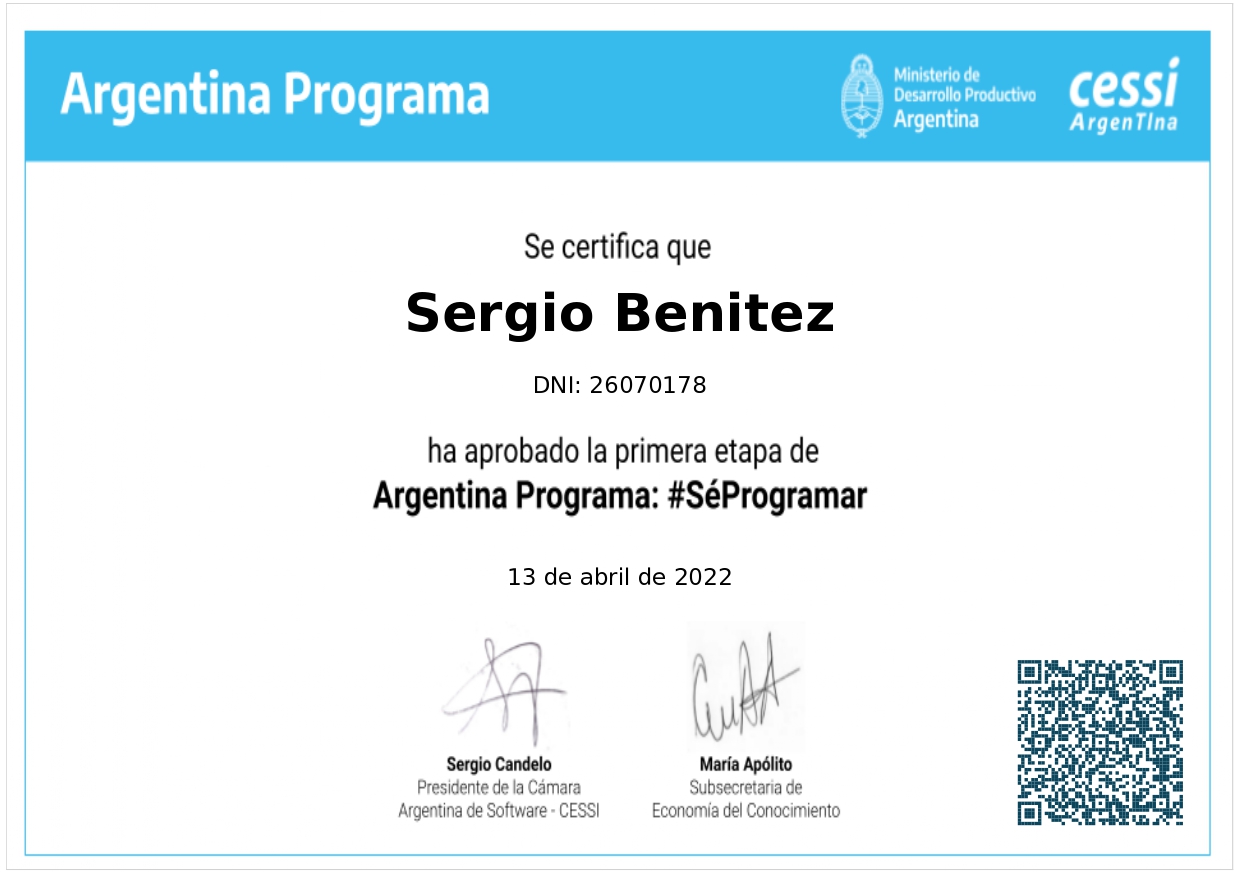 Argentina Programa
Ministerio de
Desarrollo Productivo
Argentina
cessi
ArgenTIna
Se certifica que
Sergio Benitez
DNI: 26070178
ha aprobado la primera etapa de
Argentina Programa: #SéProgramar
13 de abril de 2022
Sergio Candelo
Presidente de la Cámara
Argentina de Software - CESSI
María Apólito
Subsecretaria de
Economía del Conocimiento